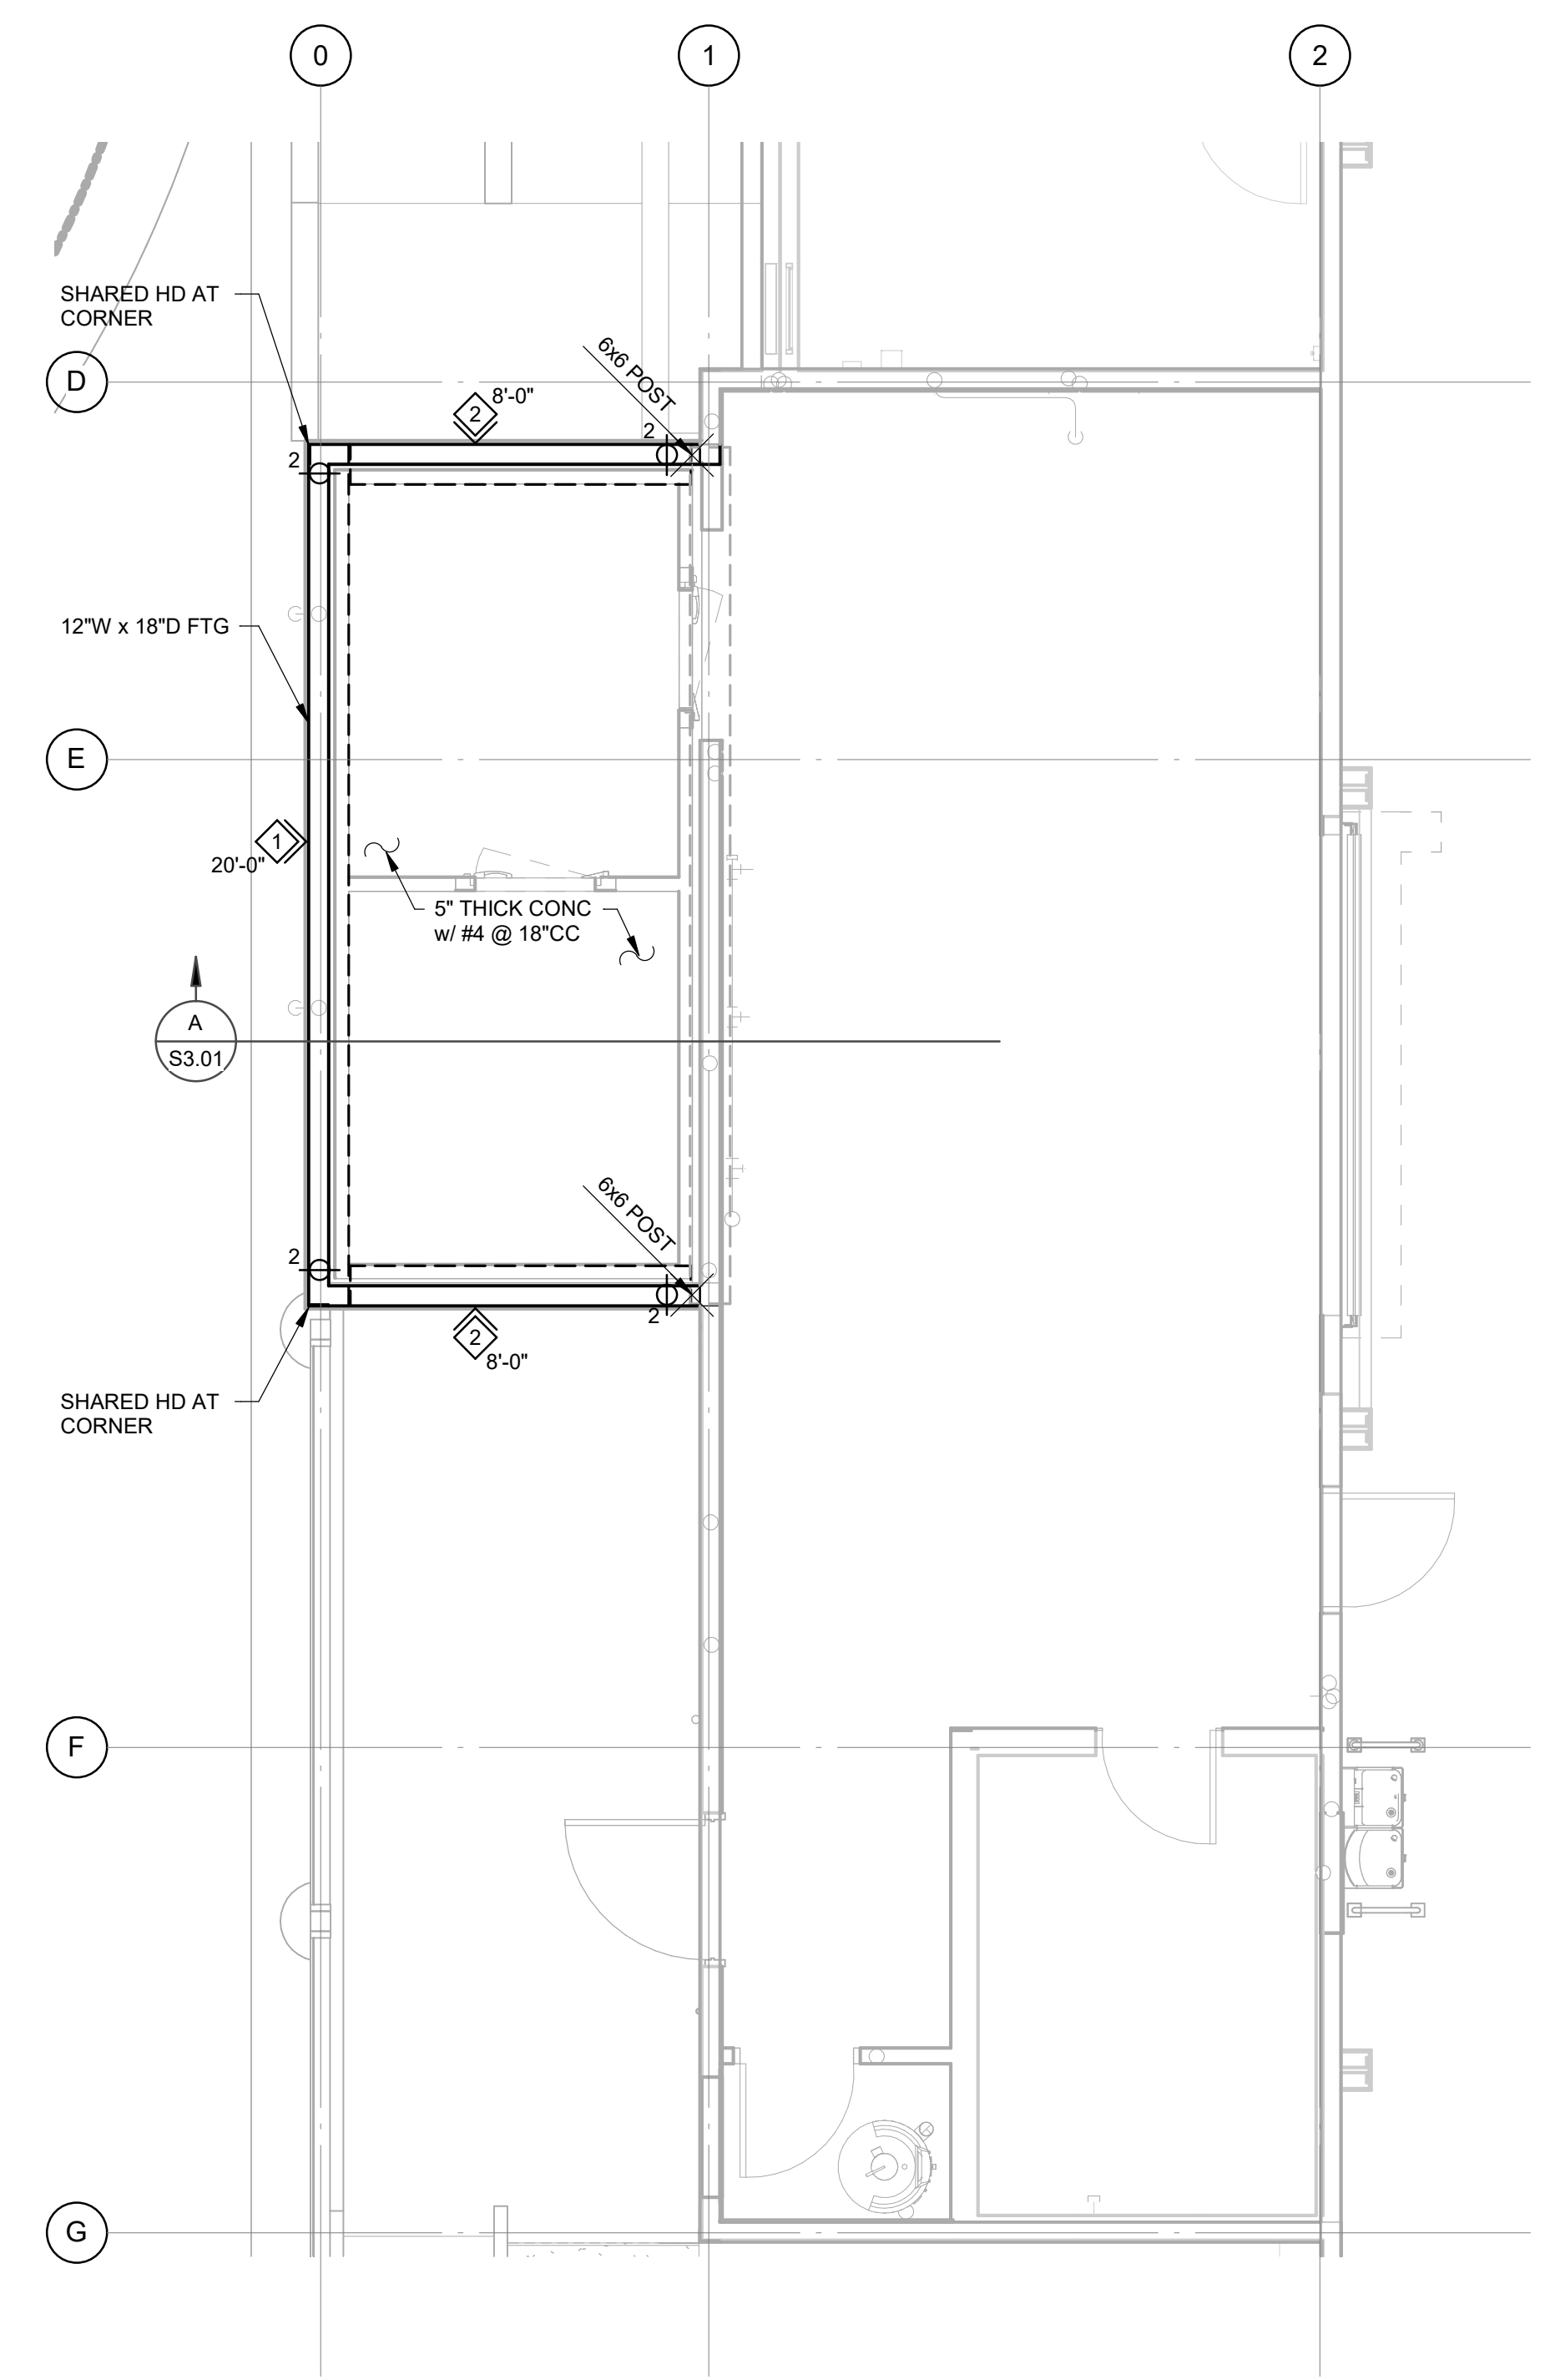 0
1
2
SHARED HD AT
CORNER
D
6x6 POST
8'-0"
2
2
2
12"W x 18"D FTG
E
1
20'-0"
5" THICK CONC
w/ #4 @ 18"CC
A
S3.01
6x6 POST
2
2
2
8'-0"
SHARED HD AT
CORNER
F
G